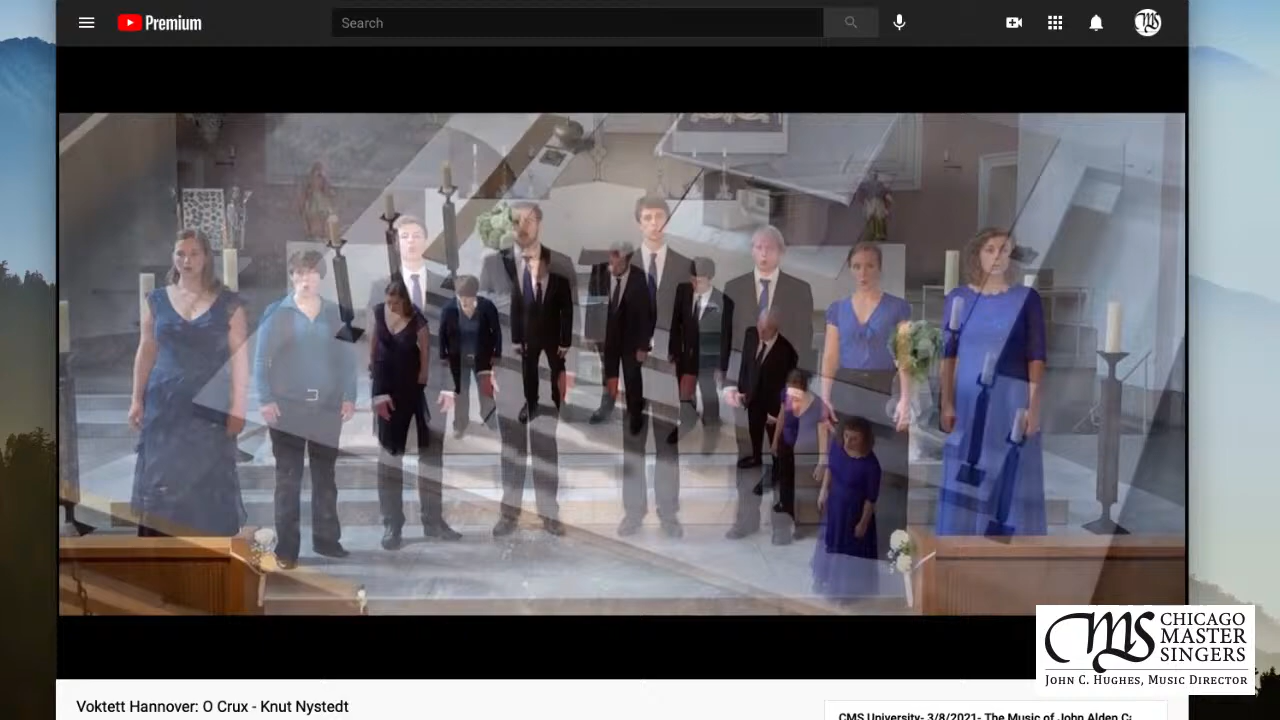 Premium
Search
CMS
CMS
CHICAGO
MASTER
SINGERS
JOHN C. HUGHES, MUSIC DIRECTOR
Voktett Hannover: O Crux - Knut Nystedt
CMS University- 3/8/2021- The Music of John Alden C